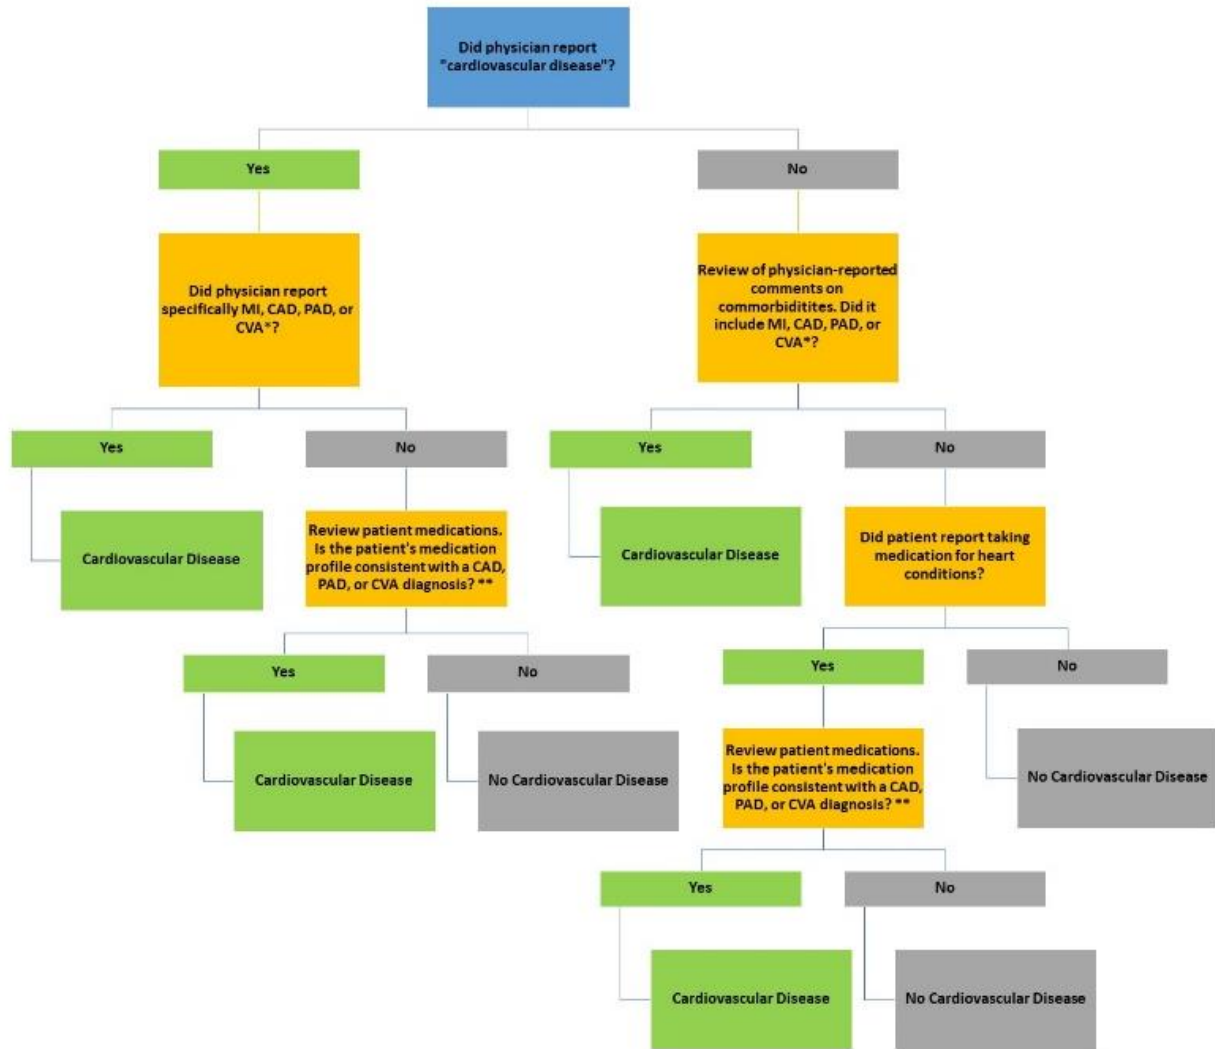 Did physician report
"cardiovascular disease"?
Yes
No
Did physician report
specifically MI, CAD, PAD, or
CVA*?
Review of physician-reported
comments on
commorbiditites. Did it
include MI, CAD, PAD, or
CVA*?
Yes
No
Yes
No
Cardiovascular Disease
Review patient medications.
Is the patient's medication
profile consistent with a CAD,
PAD, or CVA diagnosis? **
Cardiovascular Disease
Did patient report taking
medication for heart
conditions?
Yes
No
Yes
No
Cardiovascular Disease
No Cardiovascular Disease
Review patient medications.
Is the patient's medication
profile consistent with a CAD,
PAD, or CVA diagnosis? **
No Cardiovascular Disease
Yes
No
Cardiovascular Disease
No Cardiovascular Disease